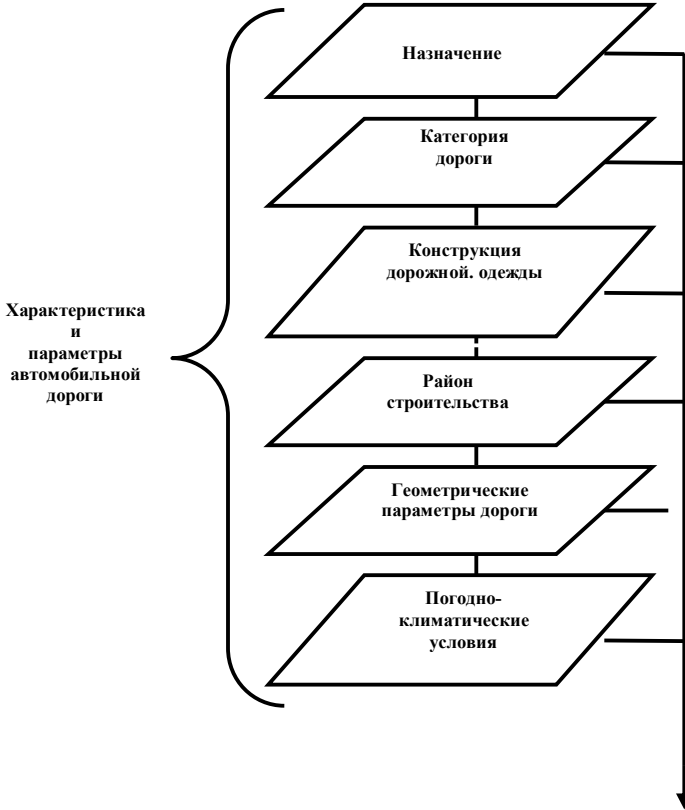 Назначение
Категория
дороги
Конструкция
дорожной. одежды
Характеристика
и
параметры
автомобильной
дороги
Район
строительства
Геометрические
параметры дороги
Погодно-
климатические
условия